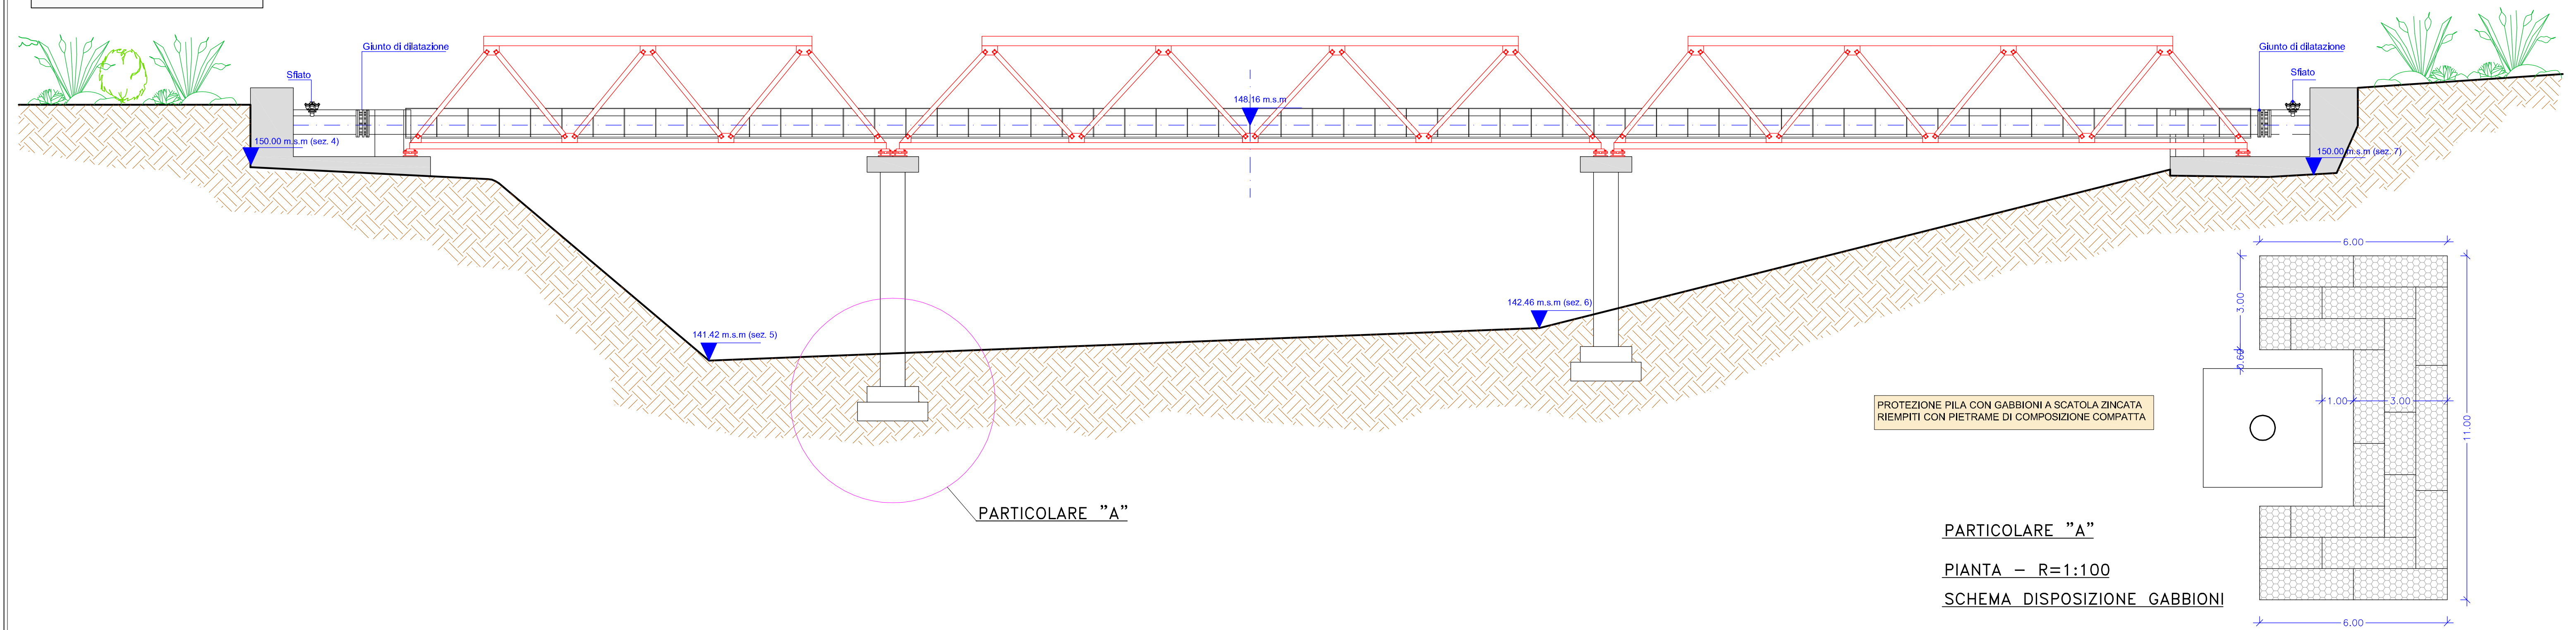 Giunto di dilatazione
Sfiato
150.00 m.s.m (sez. 4)
148.16 m.s.m
Giunto di dilatazione
Sfiato
150.00 m.s.m (sez. 7)
141.42 m.s.m (sez. 5)
142.46 m.s.m (sez. 6)
6.00
3.00
0.60
1.00
3.00
11.00
6.00
PROTEZIONE PILA CON GABBIONI A SCATOLA ZINCATA
RIEMPITI CON PIETRAME DI COMPOSIZIONE COMPATTA
PARTICOLARE "A"
PARTICOLARE "A"
PIANTA - R=1:100
SCHEMA DISPOSIZIONE GABBIONI